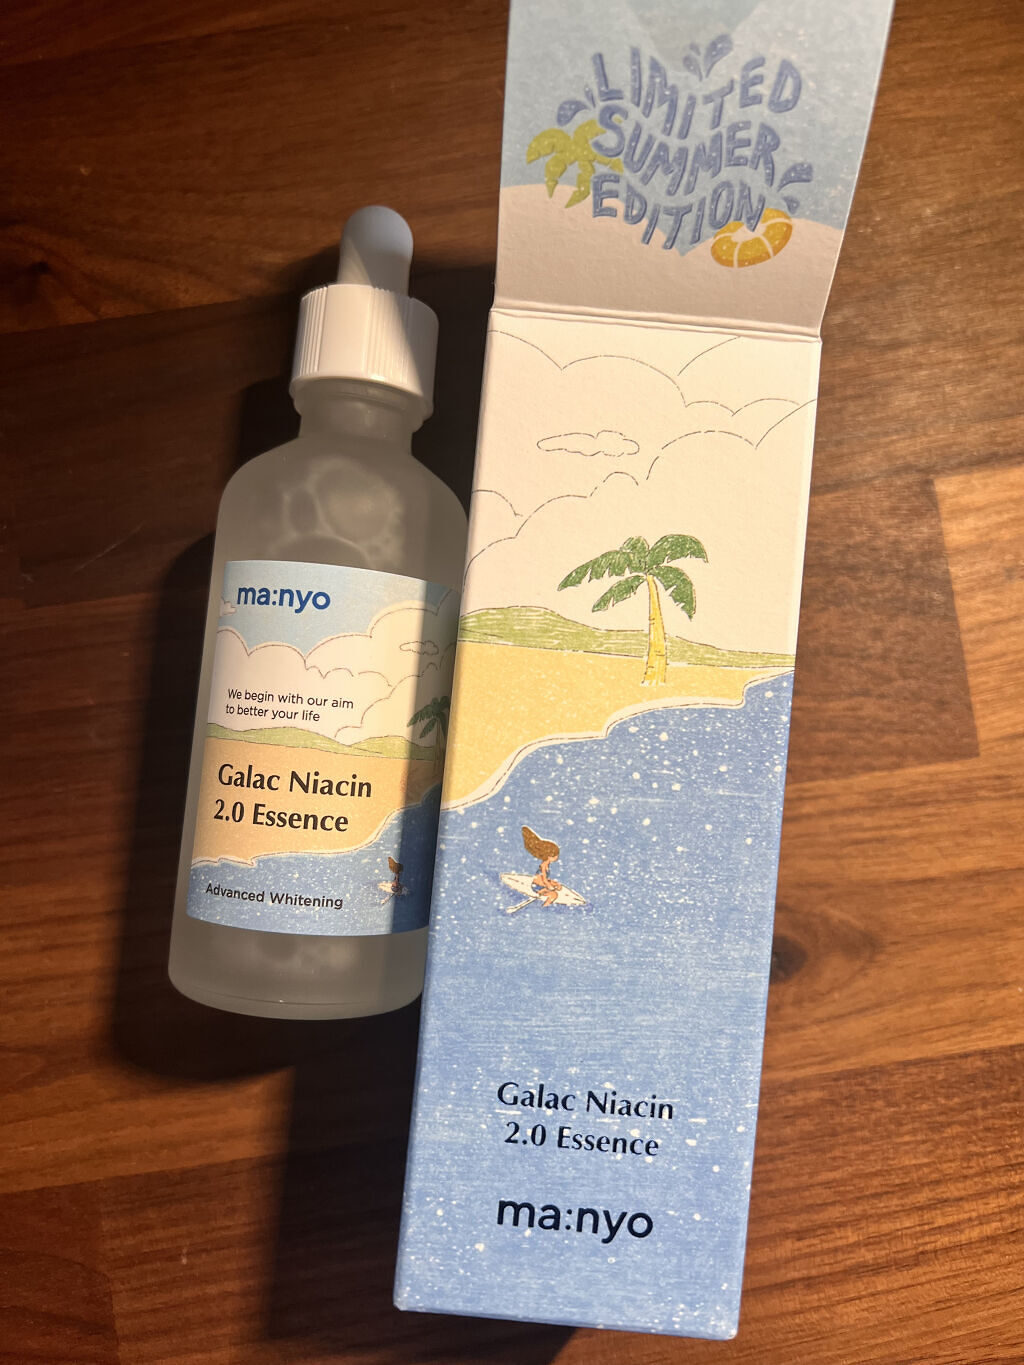 LIMITED
SUMMER
EDITION
ma:nyo
We begin with our aim
to better your life
Galac Niacin
2.0 Essence
Advanced Whitening
Galac Niacin
2.0 Essence
ma:nyo